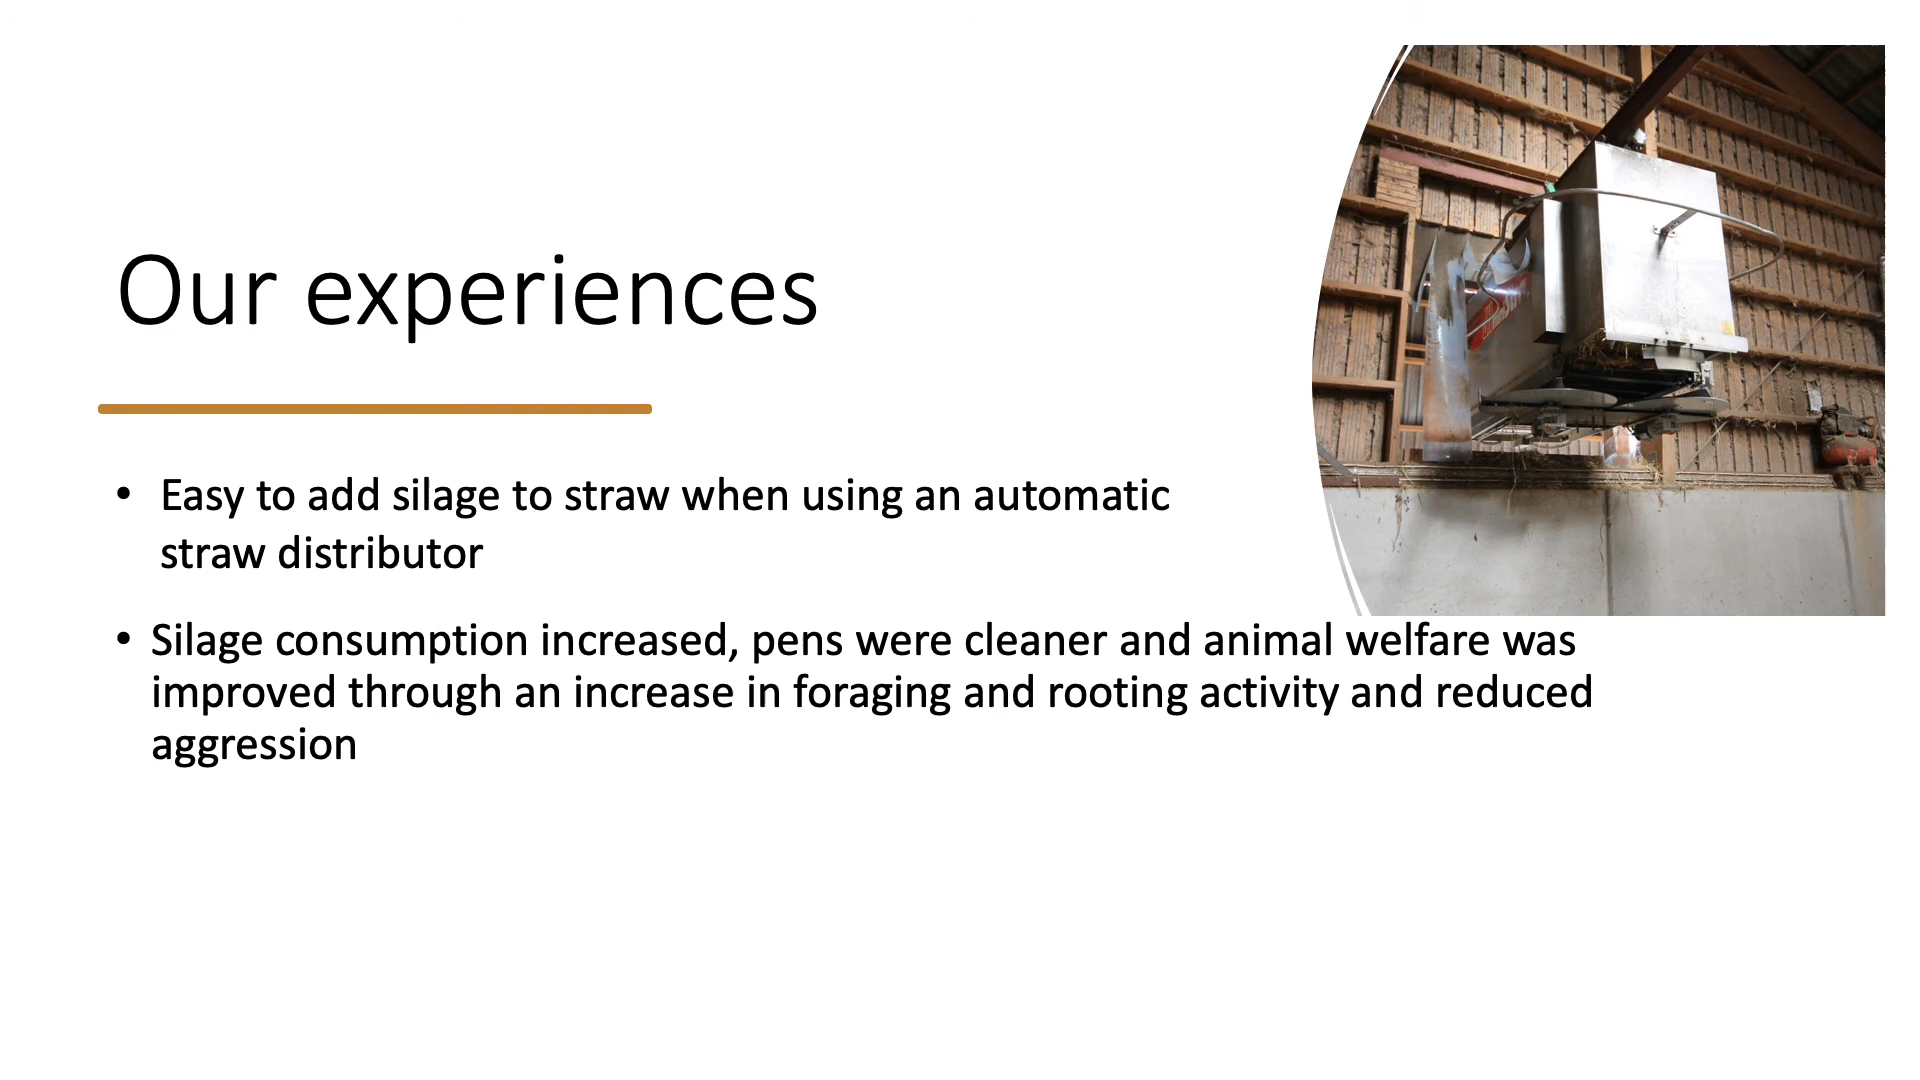 Our experiences
• Easy to add silage to straw when using an automatic
straw distributor
• Silage consumption increased, pens were cleaner and animal welfare was
improved through an increase in foraging and rooting activity and reduced
aggression